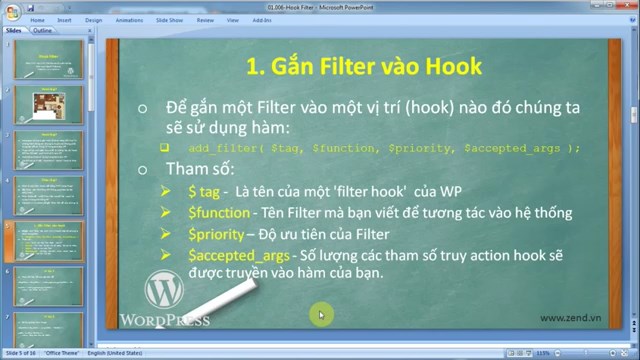 01.006-Hook Filter - Microsoft PowerPoint
Home Insert Design Animations Slide Show Review View Add-Ins
Slides Outline
1. Gắn Filter vào Hook
Để gắn một Filter vào một vị trí (hook) nào đó chúng ta
sẽ sử dụng hàm:
add_filter( $tag, $function, $priority, $accepted_args );
Tham số:
$ tag - Là tên của một 'filter hook' của WP
$function - Tên Filter mà bạn viết để tương tác vào hệ thống
$priority – Độ ưu tiên của Filter
$accepted_args - Số lượng các tham số truy action hook sẽ
được truyền vào hàm của bạn.
WORDPRESS
www.zend.vn
Slide 5 of 16 "Office Theme" English (United States) 115%